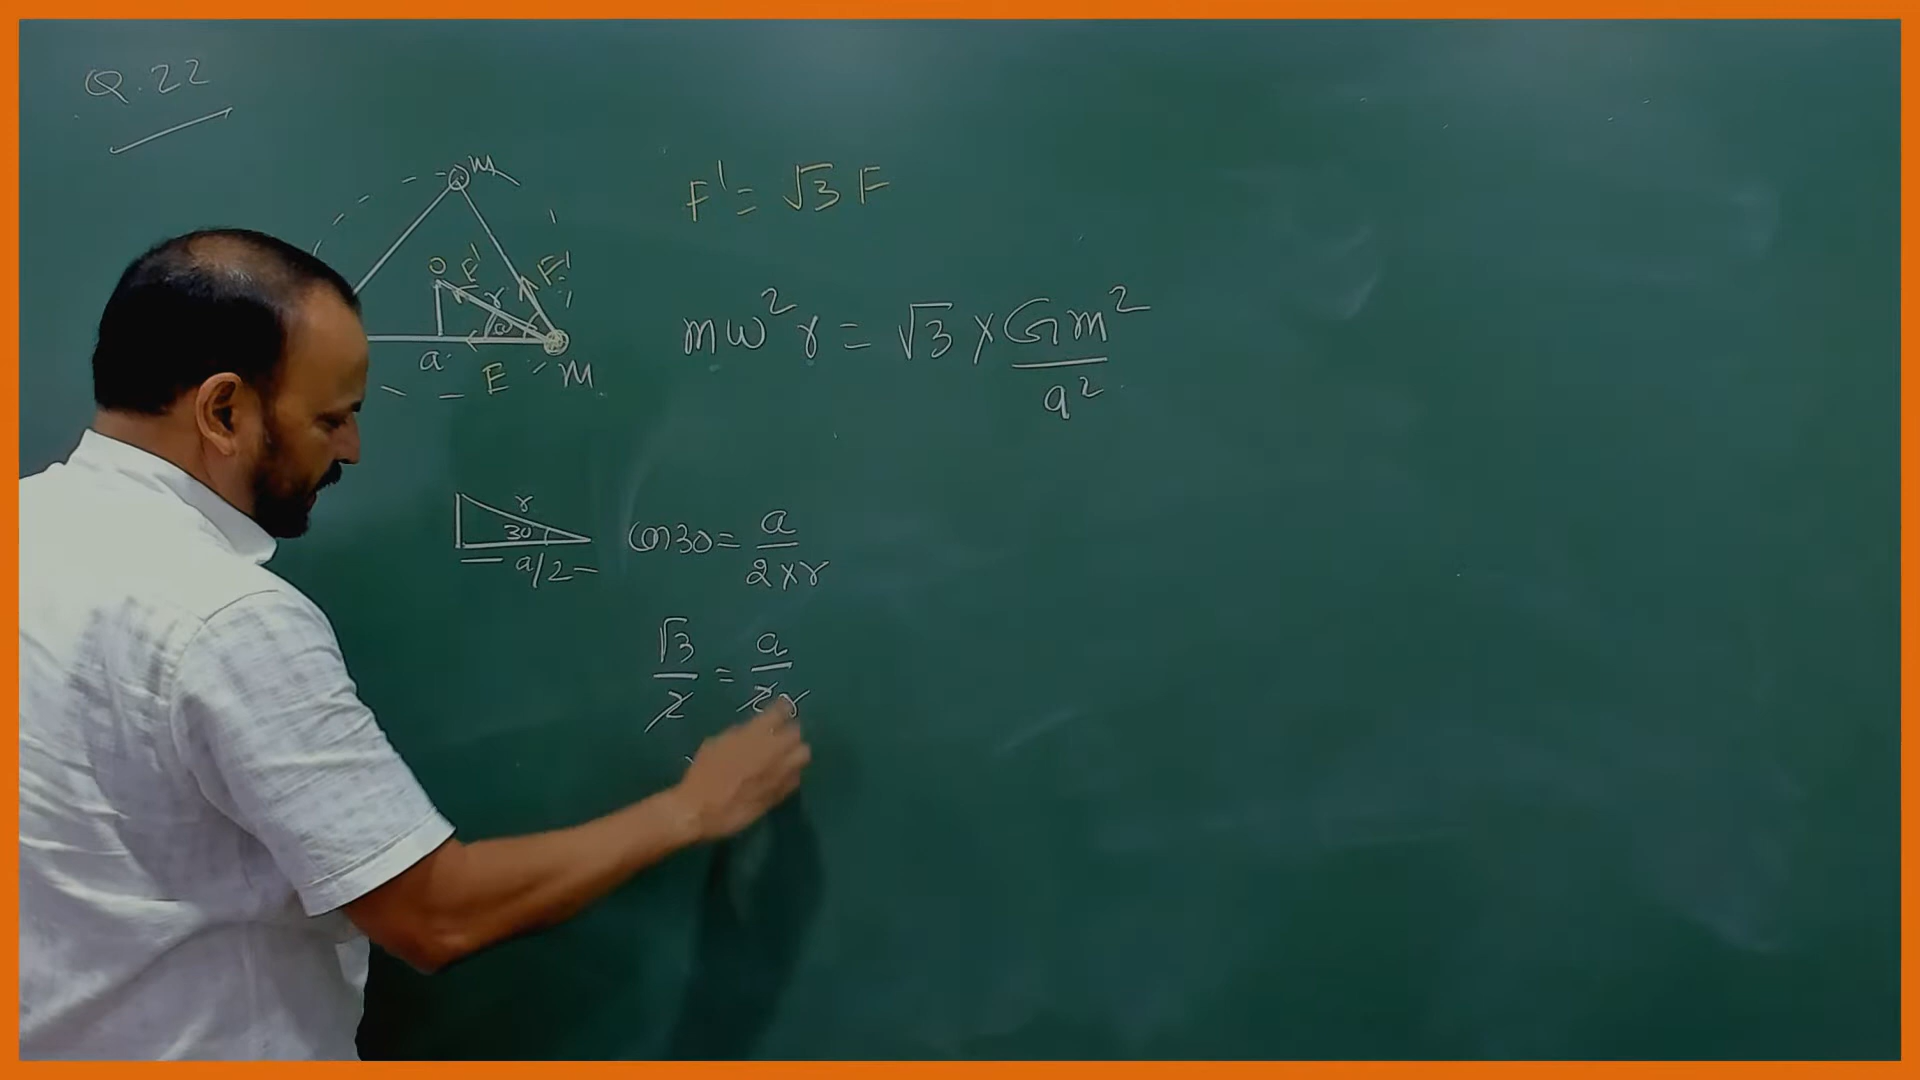 Q.22
m
F' = √3 F
O F' F
r
mω²r = √3 × Gm²/a²
a F m
r
30
a/2
cos30 = a/2×r
√3/2 = a/2r